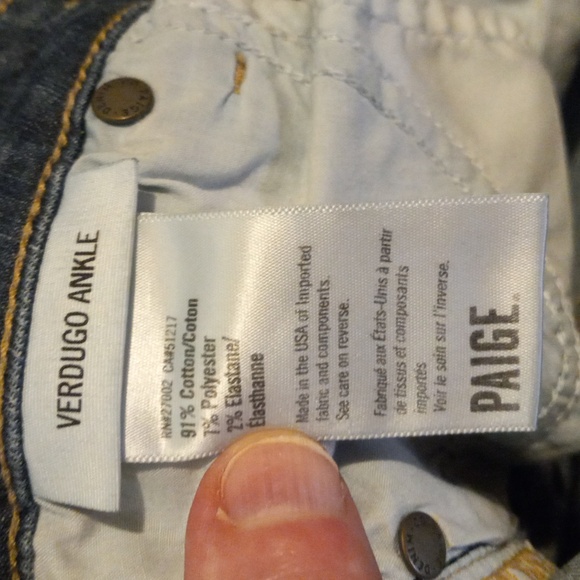 VERDUGO ANKLE
RN#27002 CA#51217
91% Cotton/Coton
7% Polyester
2% Elastane/
Elasthanne
Made in the USA of Imported
fabric and components.
See care on reverse.
Fabriqué aux États-Unis à partir
de tissus et composants
importés
Voir le soin sur l'inverse.
PAIGE